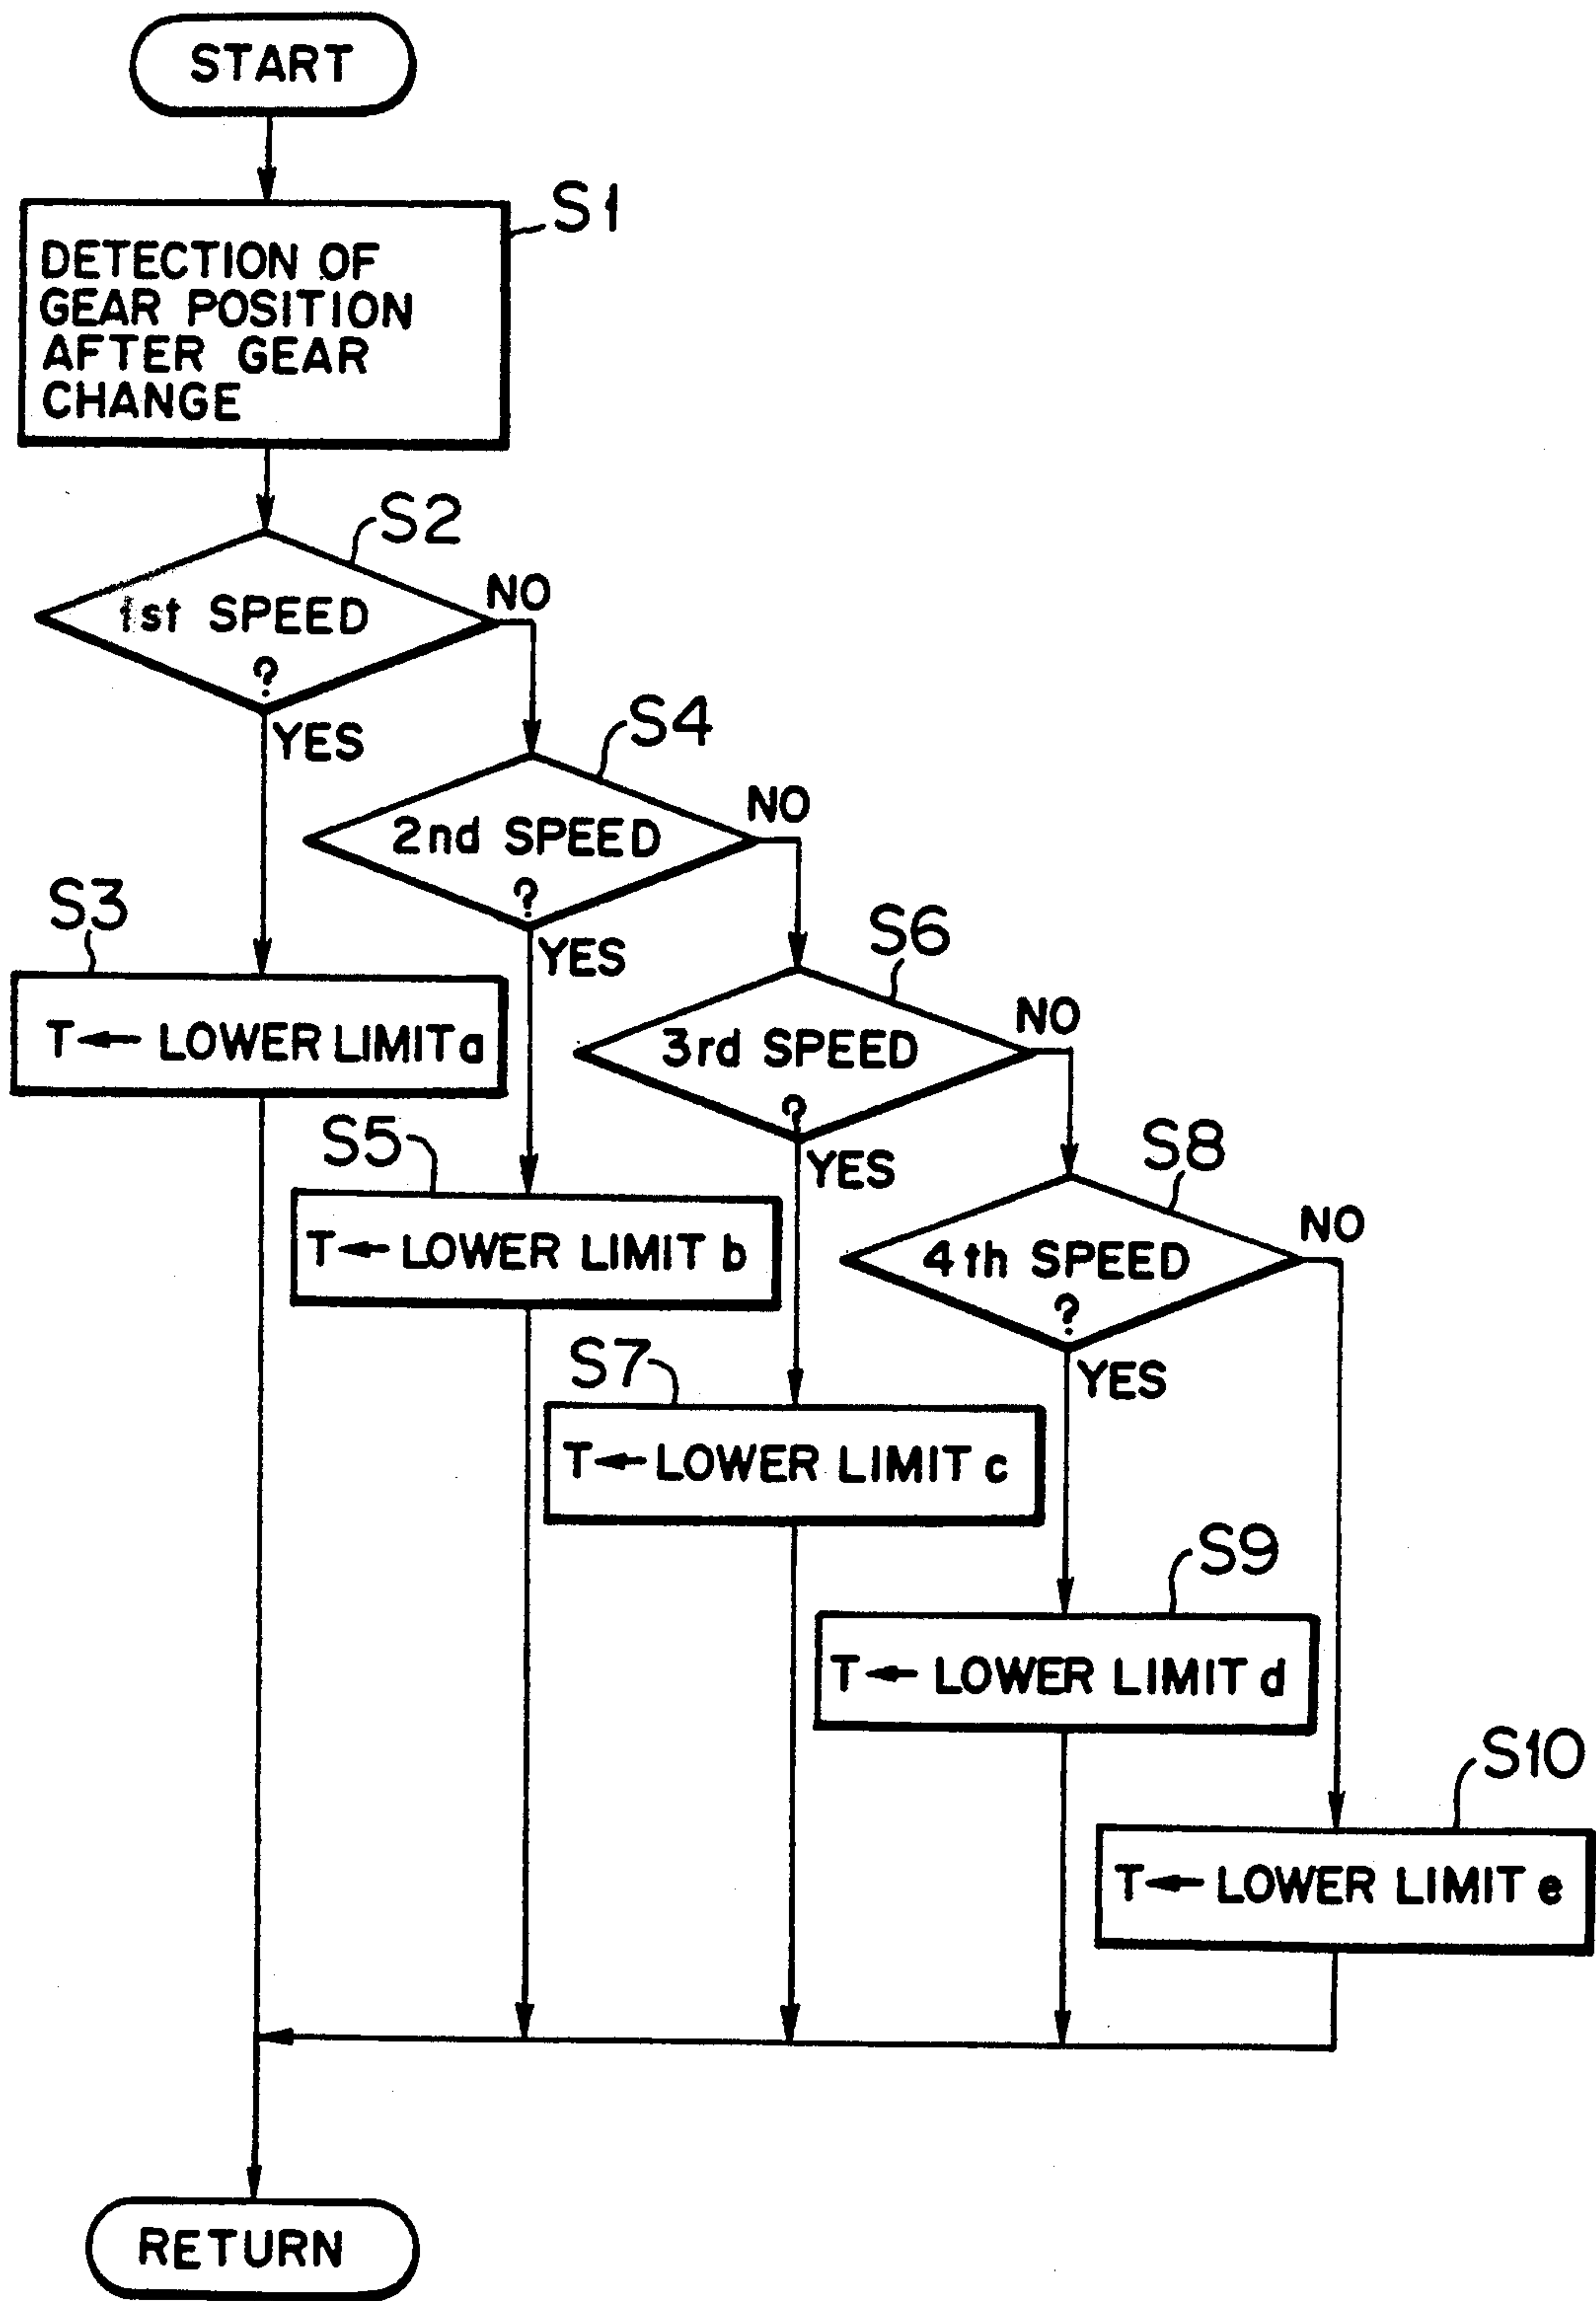 START
S1
DETECTION OF
GEAR POSITION
AFTER GEAR
CHANGE
S2
1st SPEED
?
NO
YES
S4
2nd SPEED
?
NO
YES
S3
T← LOWER LIMIT a
S6
3rd SPEED
?
NO
YES
S5
T← LOWER LIMIT b
S8
4th SPEED
?
NO
YES
S7
T← LOWER LIMIT c
S9
T← LOWER LIMIT d
S10
T← LOWER LIMIT e
RETURN